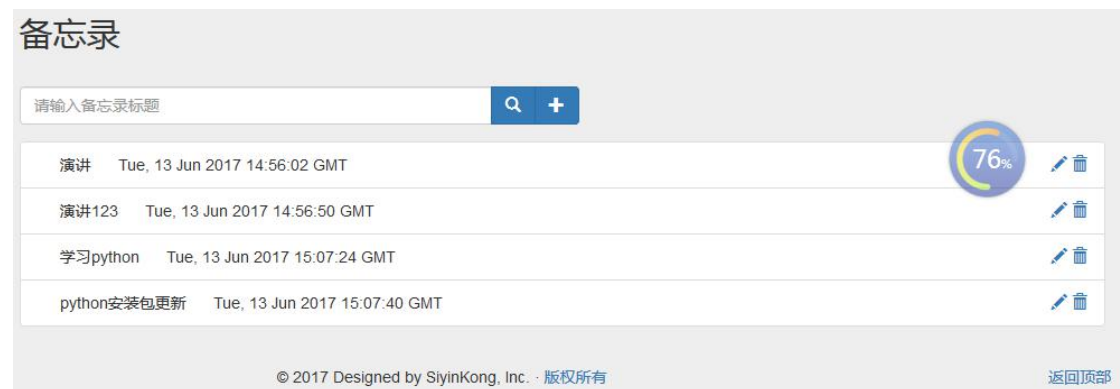 备忘录
请输入备忘录标题
演讲 Tue, 13 Jun 2017 14:56:02 GMT
76%
演讲123 Tue, 13 Jun 2017 14:56:50 GMT
学习python Tue, 13 Jun 2017 15:07:24 GMT
python安装包更新 Tue, 13 Jun 2017 15:07:40 GMT
© 2017 Designed by SiyinKong, Inc. · 版权所有 返回顶部